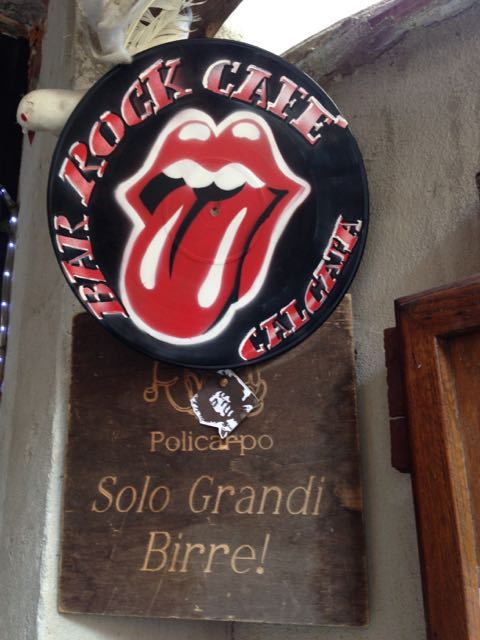 BAR ROCK CAFE
CALCATA
Policarpo
Solo Grandi
Birre!